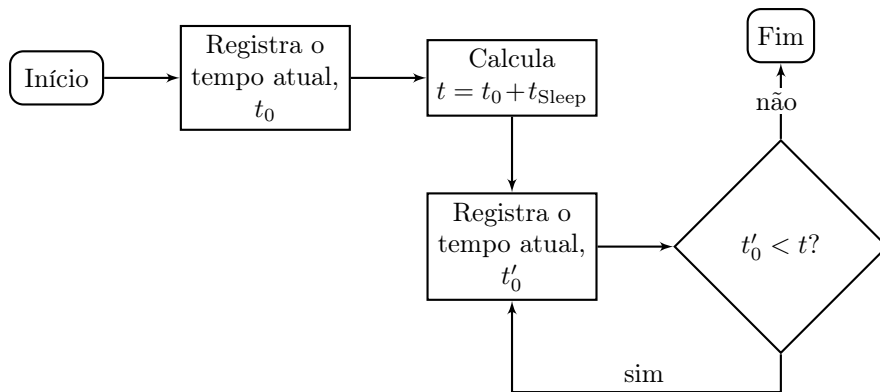 Início
Registra o
tempo atual,
t₀
Calcula
t = t₀ + t_Sleep
Registra o
tempo atual,
t′₀
t′₀ < t?
não
Fim
sim